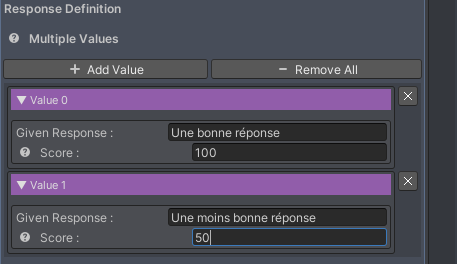 Response Definition
Multiple Values
+ Add Value
− Remove All
▼ Value 0
Given Response : Une bonne réponse
Score : 100
▼ Value 1
Given Response : Une moins bonne réponse
Score : 50